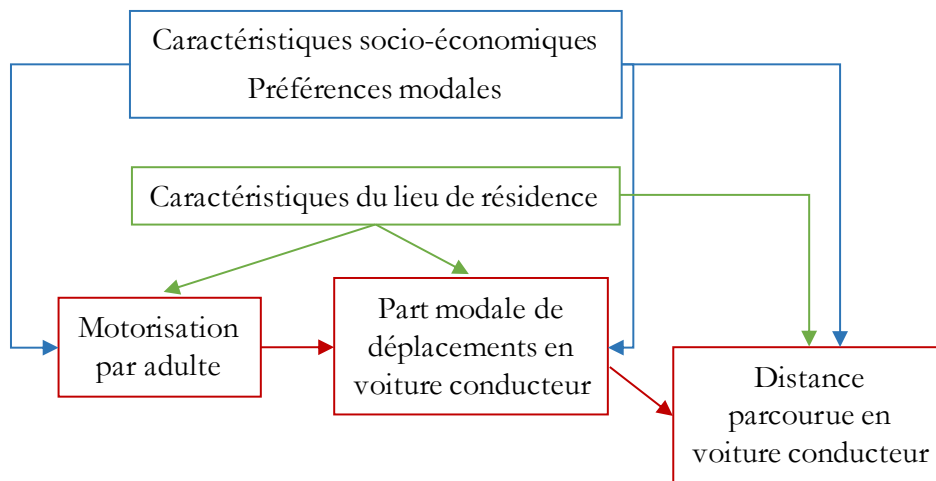 Caractéristiques socio-économiques
Préférences modales
Caractéristiques du lieu de résidence
Motorisation
par adulte
Part modale de
déplacements en
voiture conducteur
Distance
parcourue en
voiture conducteur